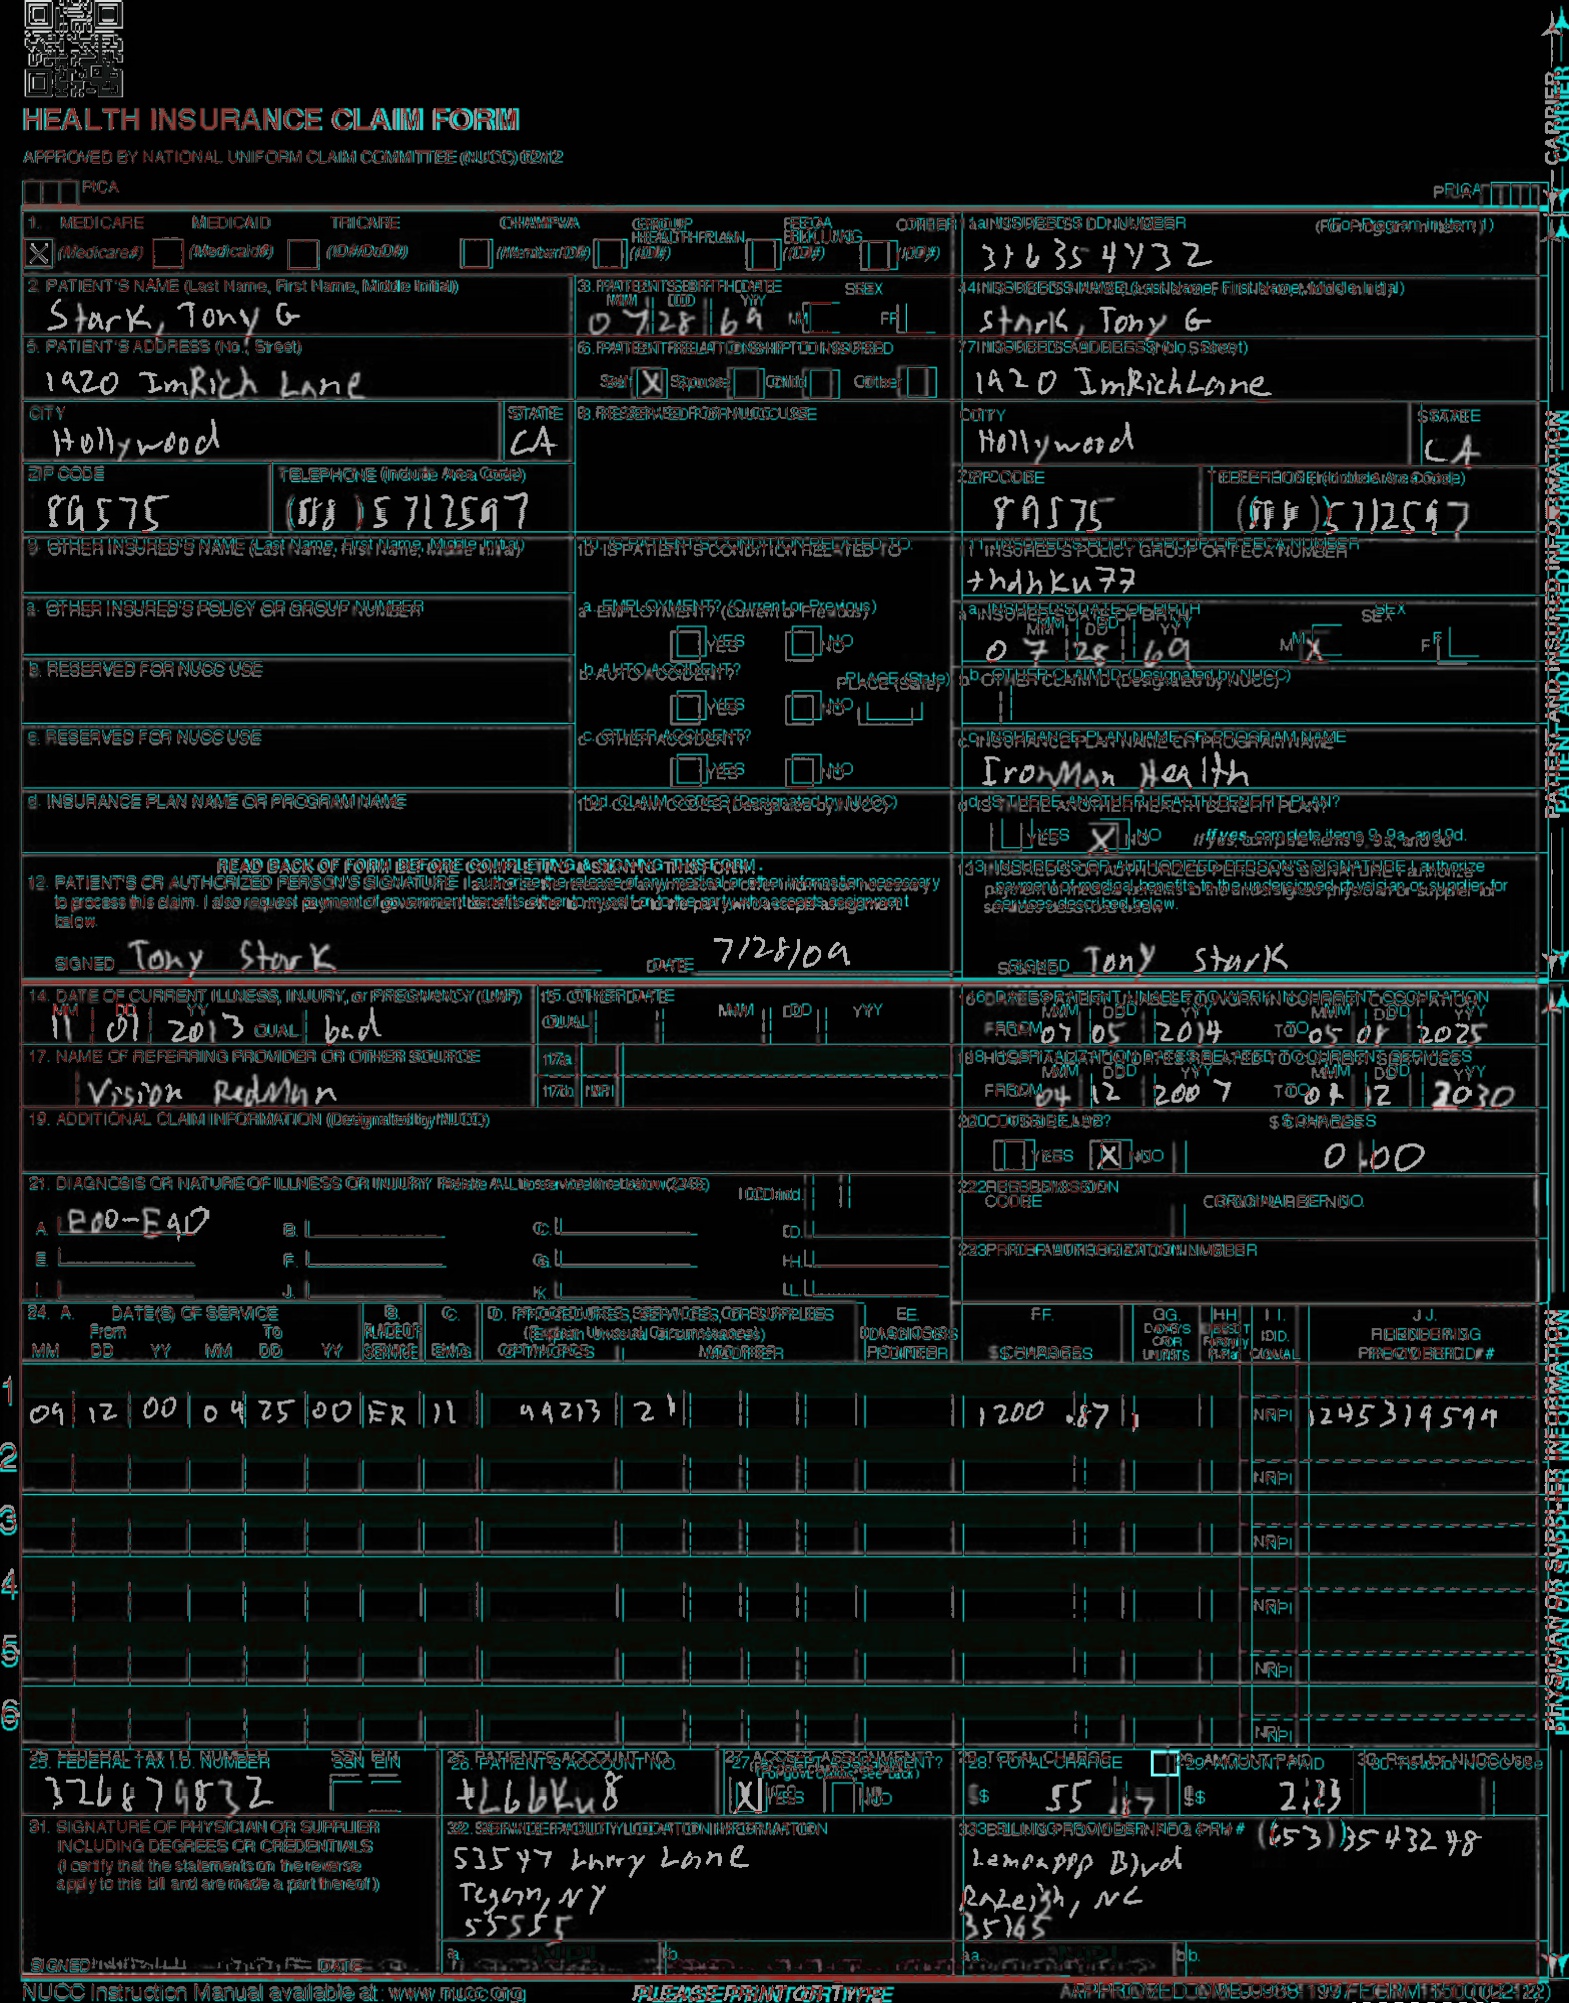 HEALTH INSURANCE CLAIM FORM
APPROVED BY NATIONAL UNIFORM CLAIM COMMITTEE (NUCC) 02/12
PICA
PICA
CARRIER
1. MEDICARE MEDICAID TRICARE CHAMPVA GROUP HEALTH PLAN FECA BLK LUNG OTHER
X (Medicare#) (Medicaid#) (ID#/DoD#) (Member ID#) (ID#) (ID#) (ID#)
1a. INSURED'S I.D. NUMBER (For Program in Item 1)
316354732
2. PATIENT'S NAME (Last Name, First Name, Middle Initial)
Stark, Tony G
3. PATIENT'S BIRTH DATE SEX
MM DD YY
07 28 69 M F
4. INSURED'S NAME (Last Name, First Name, Middle Initial)
Stark, Tony G
5. PATIENT'S ADDRESS (No., Street)
1920 ImRich Lane
6. PATIENT RELATIONSHIP TO INSURED
Self X Spouse Child Other
7. INSURED'S ADDRESS (No., Street)
1920 ImRichLane
CITY STATE
Hollywood CA
8. RESERVED FOR NUCC USE
CITY STATE
Hollywood CA
ZIP CODE TELEPHONE (Include Area Code)
89575 (888) 5712597
ZIP CODE TELEPHONE (Include Area Code)
89575 (888) 5712597
9. OTHER INSURED'S NAME (Last Name, First Name, Middle Initial)
10. IS PATIENT'S CONDITION RELATED TO:
11. INSURED'S POLICY GROUP OR FECA NUMBER
thanku77
a. OTHER INSURED'S POLICY OR GROUP NUMBER
a. EMPLOYMENT? (Current or Previous)
YES NO
a. INSURED'S DATE OF BIRTH SEX
MM DD YY
07 28 69 M X F
b. RESERVED FOR NUCC USE
b. AUTO ACCIDENT? PLACE (State)
YES NO
b. OTHER CLAIM ID (Designated by NUCC)
c. RESERVED FOR NUCC USE
c. OTHER ACCIDENT?
YES NO
c. INSURANCE PLAN NAME OR PROGRAM NAME
IronMan Health
d. INSURANCE PLAN NAME OR PROGRAM NAME
10d. CLAIM CODES (Designated by NUCC)
d. IS THERE ANOTHER HEALTH BENEFIT PLAN?
YES X NO If yes, complete items 9, 9a, and 9d.
PATIENT AND INSURED INFORMATION
READ BACK OF FORM BEFORE COMPLETING & SIGNING THIS FORM.
12. PATIENT'S OR AUTHORIZED PERSON'S SIGNATURE I authorize the release of any medical or other information necessary
to process this claim. I also request payment of government benefits either to myself or to the party who accepts assignment
below.
SIGNED Tony Stark DATE 7/28/09
13. INSURED'S OR AUTHORIZED PERSON'S SIGNATURE I authorize
payment of medical benefits to the undersigned physician or supplier for
services described below.
SIGNED Tony Stark
14. DATE OF CURRENT ILLNESS, INJURY, or PREGNANCY (LMP)
MM DD YY
11 01 2013 QUAL bad
15. OTHER DATE
QUAL MM DD YY
16. DATES PATIENT UNABLE TO WORK IN CURRENT OCCUPATION
MM DD YY MM DD YY
FROM 07 05 2014 TO 05 08 2025
17. NAME OF REFERRING PROVIDER OR OTHER SOURCE
Vision RedMan
17a.
17b. NPI
18. HOSPITALIZATION DATES RELATED TO CURRENT SERVICES
MM DD YY MM DD YY
FROM 04 12 2007 TO 12 2030
19. ADDITIONAL CLAIM INFORMATION (Designated by NUCC)
20. OUTSIDE LAB? $ CHARGES
YES X NO 0.00
21. DIAGNOSIS OR NATURE OF ILLNESS OR INJURY Relate A-L to service line below (24E)
ICD Ind.
A. E00-E90 B. C. D.
E. F. G. H.
I. J. K. L.
22. RESUBMISSION
CODE ORIGINAL REF. NO.
23. PRIOR AUTHORIZATION NUMBER
24. A. DATE(S) OF SERVICE B. C. D. PROCEDURES, SERVICES, OR SUPPLIES E. F. G. H. I. J.
From To PLACE OF (Explain Unusual Circumstances) DIAGNOSIS DAYS OR EPSDT Family ID. RENDERING
MM DD YY MM DD YY SERVICE EMG CPT/HCPCS MODIFIER POINTER $ CHARGES UNITS Plan QUAL. PROVIDER ID. #
1 09 12 00 04 25 00 ER 11 99213 21 1200 .87 NPI
2 NPI
3 NPI
4 NPI
5 NPI
6 NPI
PHYSICIAN OR SUPPLIER INFORMATION
25. FEDERAL TAX I.D. NUMBER SSN EIN
326879832
26. PATIENT'S ACCOUNT NO.
27. ACCEPT ASSIGNMENT?
(For govt. claims, see back)
X YES NO
28. TOTAL CHARGE
$ 55
29. AMOUNT PAID
$
30. Rsvd for NUCC Use
31. SIGNATURE OF PHYSICIAN OR SUPPLIER
INCLUDING DEGREES OR CREDENTIALS
(I certify that the statements on the reverse
apply to this bill and are made a part thereof.)
SIGNED DATE
32. SERVICE FACILITY LOCATION INFORMATION
53547 Larry Lane
NY
55555
a. b.
33. BILLING PROVIDER INFO & PH # (653) 3543248
Blvd
Raleigh, NC
35765
a. b.
NUCC Instruction Manual available at: www.nucc.org
PLEASE PRINT OR TYPE
APPROVED OMB-0938-1197 FORM 1500 (02-12)